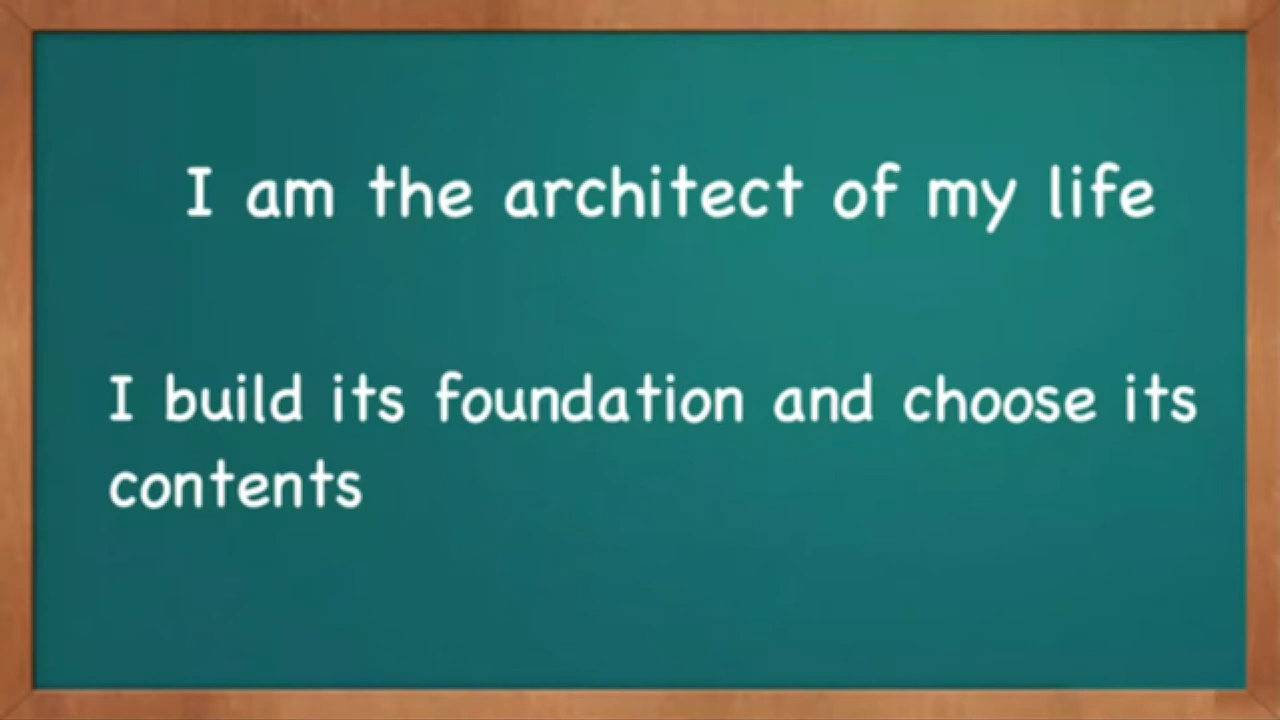 I am the architect of my life
I build its foundation and choose its
contents